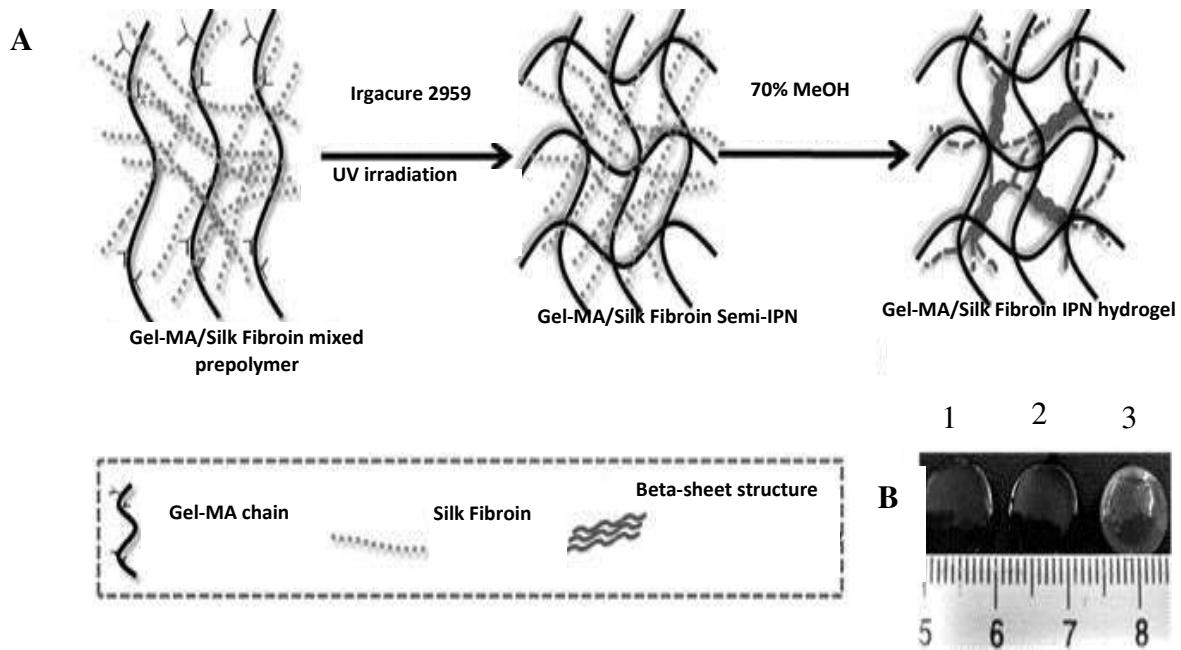 A
Irgacure 2959
UV irradiation
70% MeOH
Gel-MA/Silk Fibroin mixed
prepolymer
Gel-MA/Silk Fibroin Semi-IPN
Gel-MA/Silk Fibroin IPN hydrogel
Gel-MA chain
Silk Fibroin
Beta-sheet structure
B
1 2 3
5 6 7 8